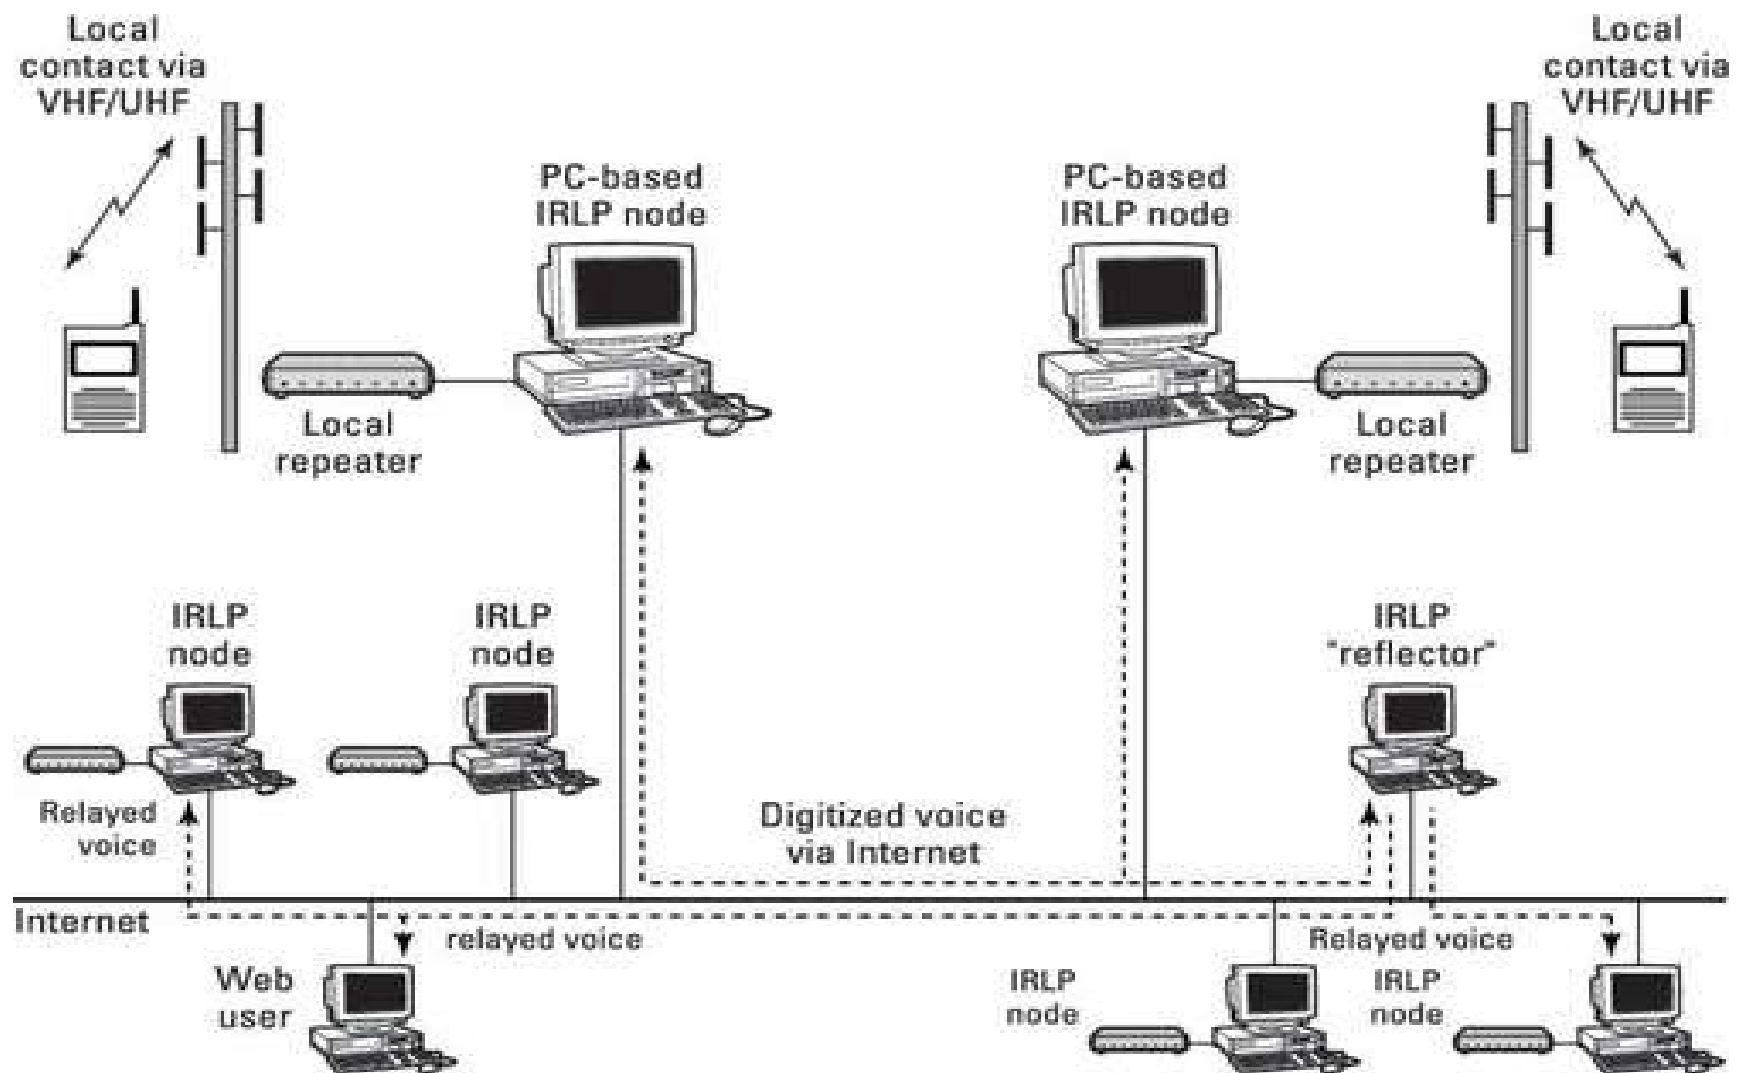 Local
contact via
VHF/UHF
Local
contact via
VHF/UHF
PC-based
IRLP node
PC-based
IRLP node
Local
repeater
Local
repeater
IRLP
node
IRLP
node
IRLP
"reflector"
Relayed
voice
Digitized voice
via Internet
Internet
relayed voice
Relayed voice
Web
user
IRLP
node
IRLP
node